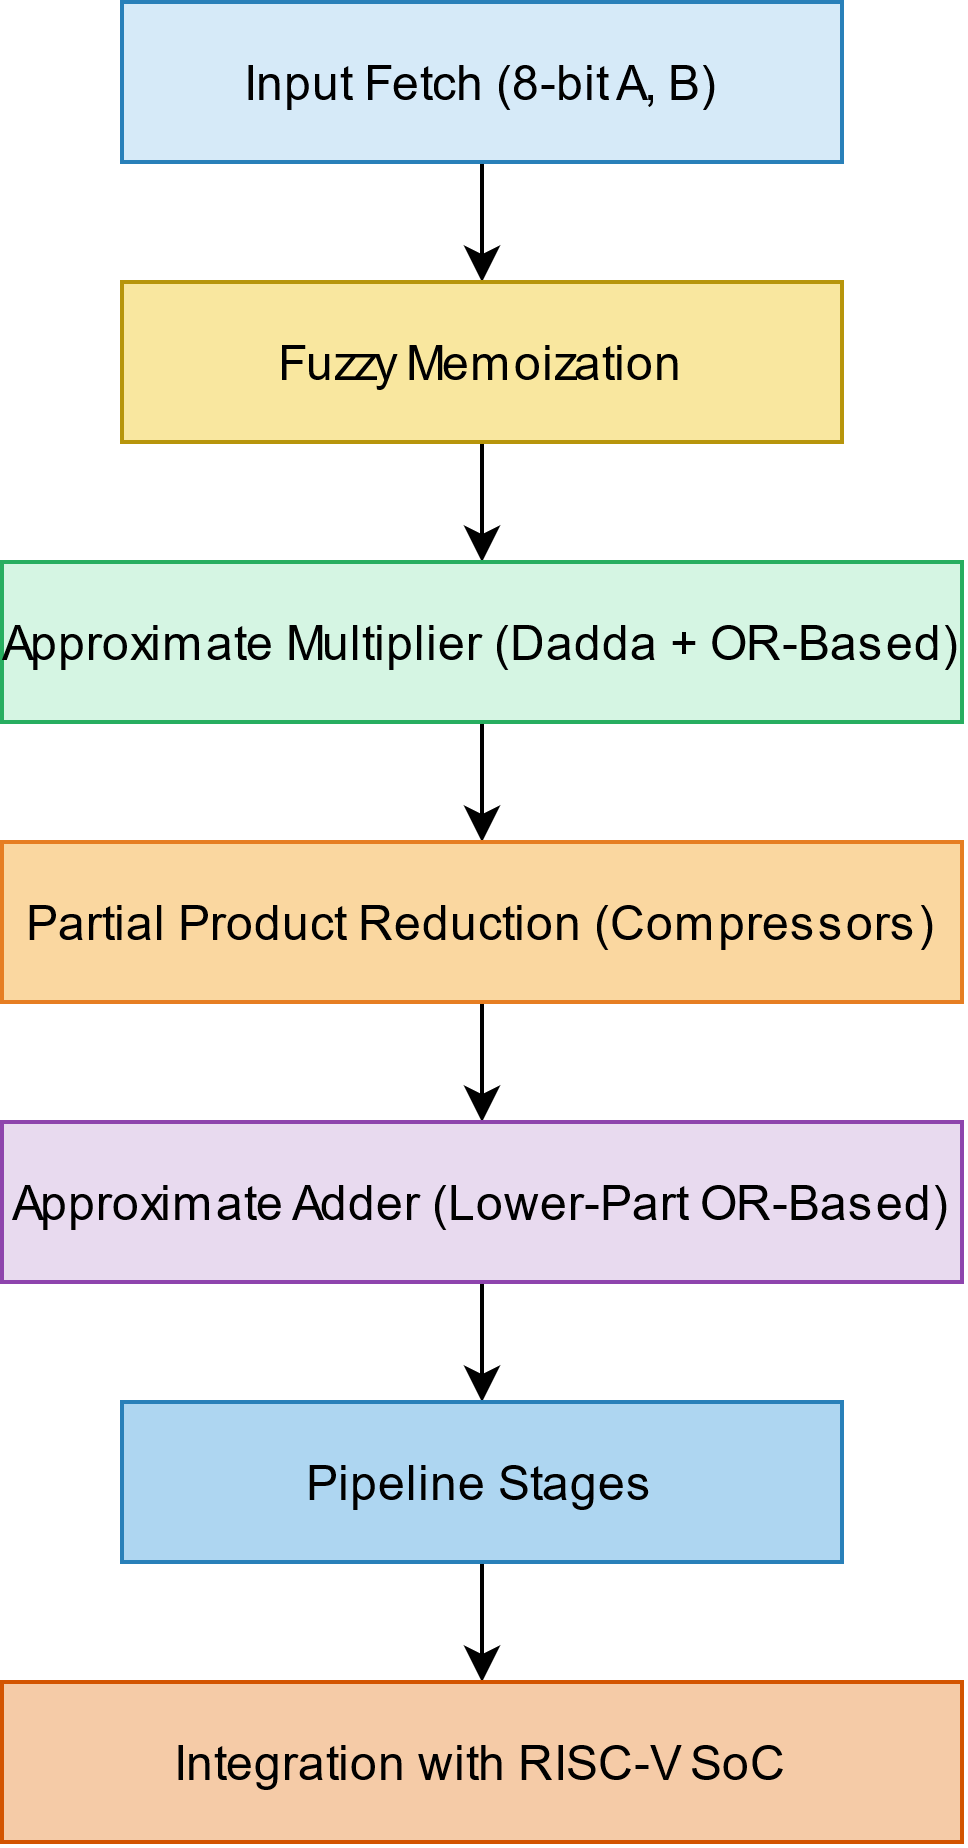 Input Fetch (8-bit A, B)
Fuzzy Memoization
Approximate Multiplier (Dadda + OR-Based)
Partial Product Reduction (Compressors)
Approximate Adder (Lower-Part OR-Based)
Pipeline Stages
Integration with RISC-V SoC